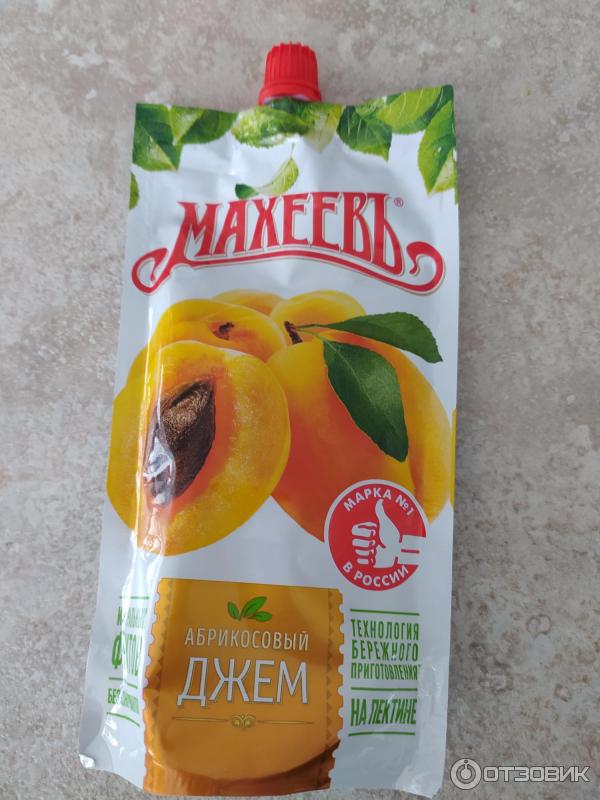 МАХЕЕВЪ®
МАРКА №1
В РОССИИ
АБРИКОСОВЫЙ
ДЖЕМ
ТЕХНОЛОГИЯ
БЕРЕЖНОГО
ПРИГОТОВЛЕНИЯ
НА ПЕКТИНЕ
ОТЗОВИК